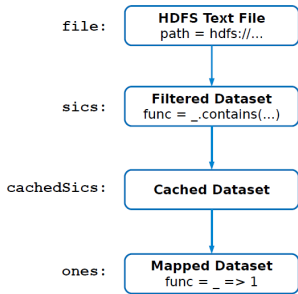 file:
HDFS Text File
path = hdfs://...
sics:
Filtered Dataset
func = _.contains(...)
cachedSics:
Cached Dataset
ones:
Mapped Dataset
func = _ => 1